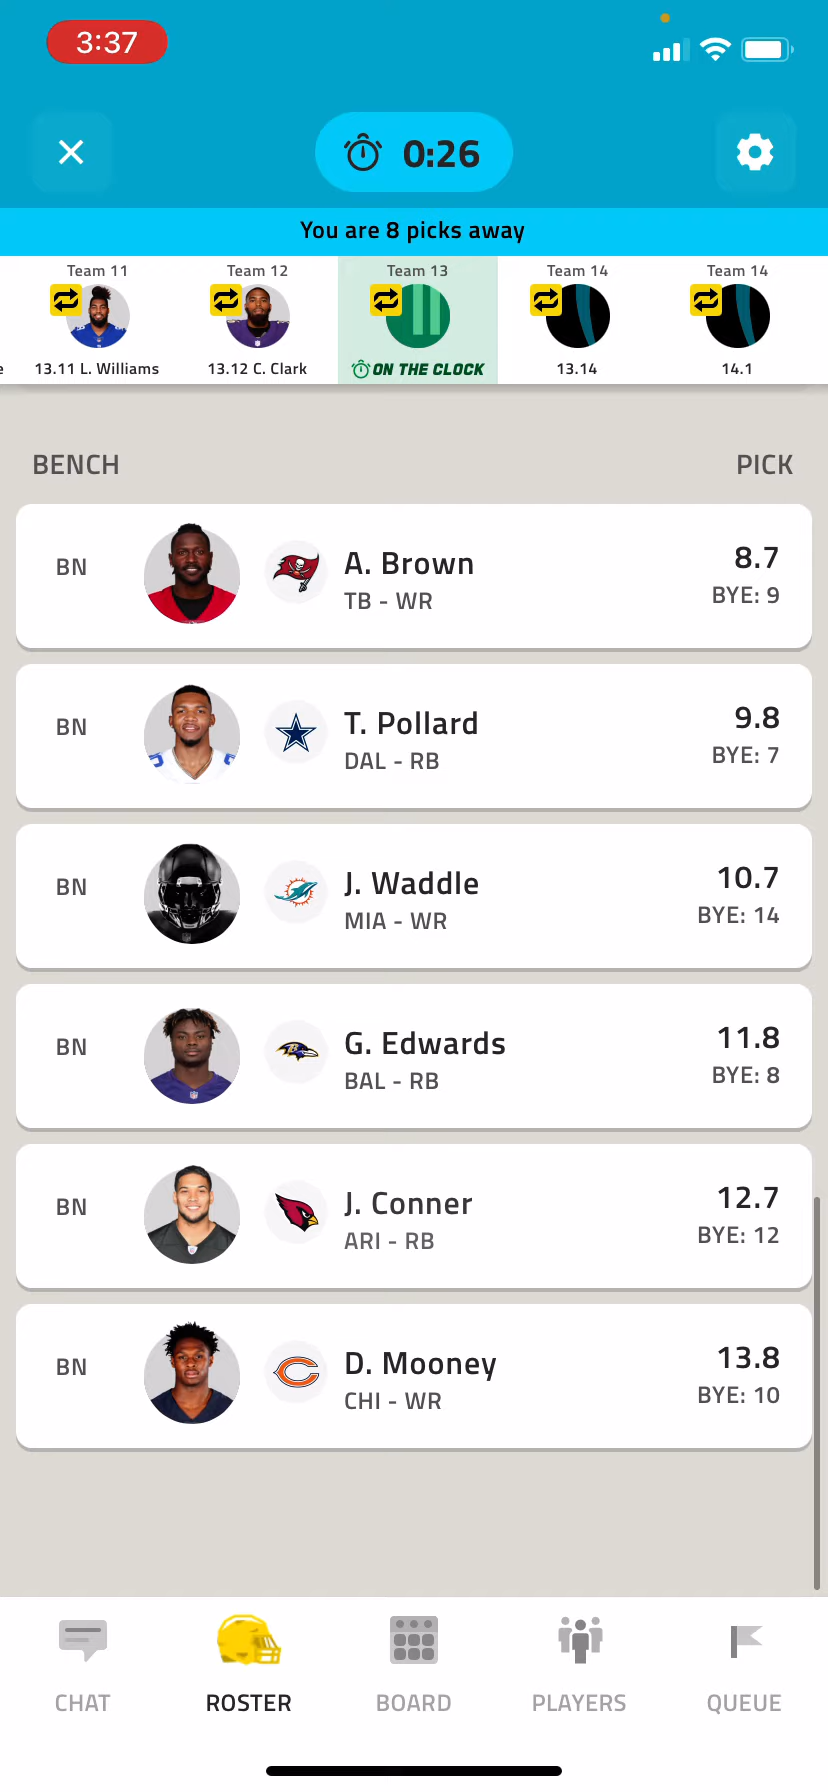 3:37
0:26
You are 8 picks away
Team 11
Team 12
Team 13
Team 14
Team 14
e
13.11 L. Williams
13.12 C. Clark
ON THE CLOCK
13.14
14.1
BENCH
PICK
BN
A. Brown
TB - WR
8.7
BYE: 9
BN
T. Pollard
DAL - RB
9.8
BYE: 7
BN
J. Waddle
MIA - WR
10.7
BYE: 14
BN
G. Edwards
BAL - RB
11.8
BYE: 8
BN
J. Conner
ARI - RB
12.7
BYE: 12
BN
D. Mooney
CHI - WR
13.8
BYE: 10
CHAT
ROSTER
BOARD
PLAYERS
QUEUE